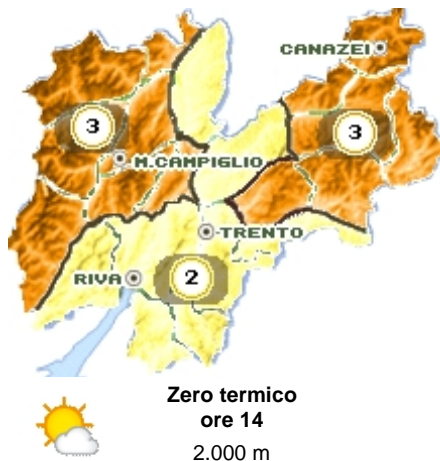 CANAZEI
3
3
M.CAMPIGLIO
TRENTO
RIVA
2
Zero termico
ore 14
2.000 m